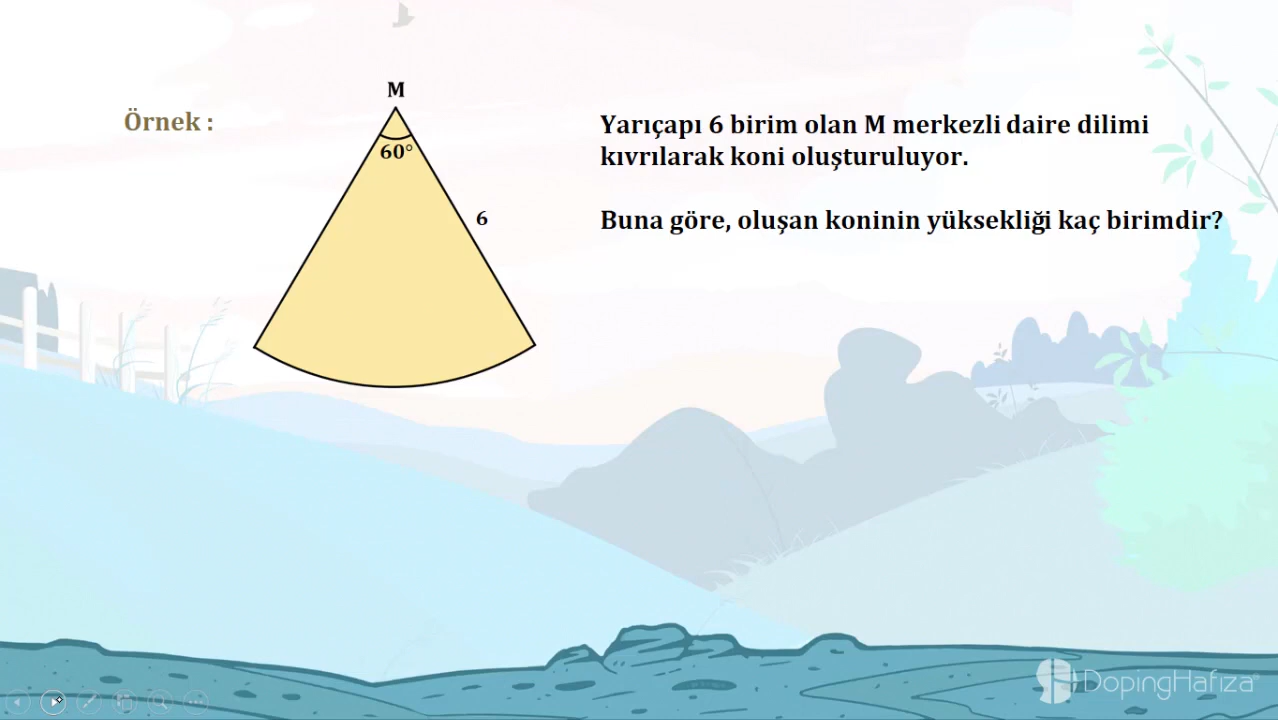 M
Örnek :
60°
6
Yarıçapı 6 birim olan M merkezli daire dilimi
kıvrılarak koni oluşturuluyor.
Buna göre, oluşan koninin yüksekliği kaç birimdir?
DopingHafıza